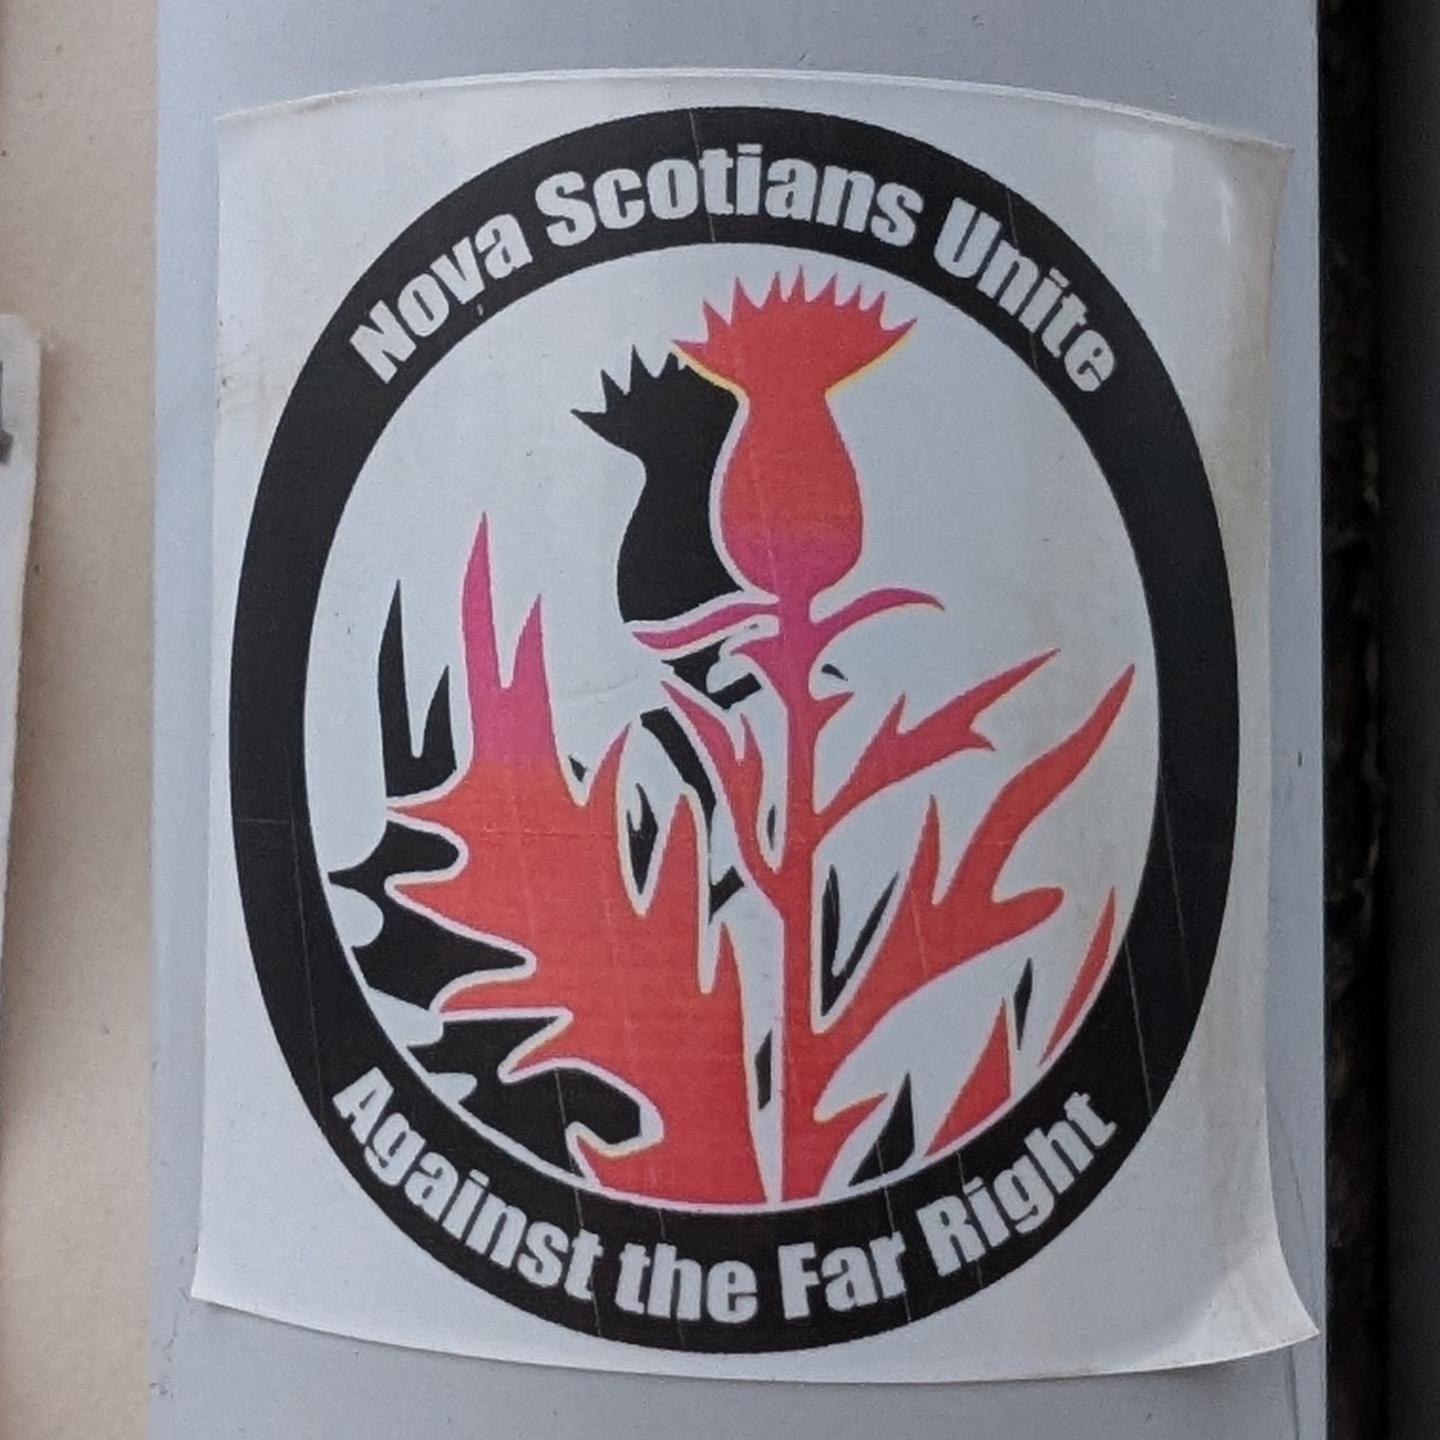 Nova Scotians Unite
Against the Far Right